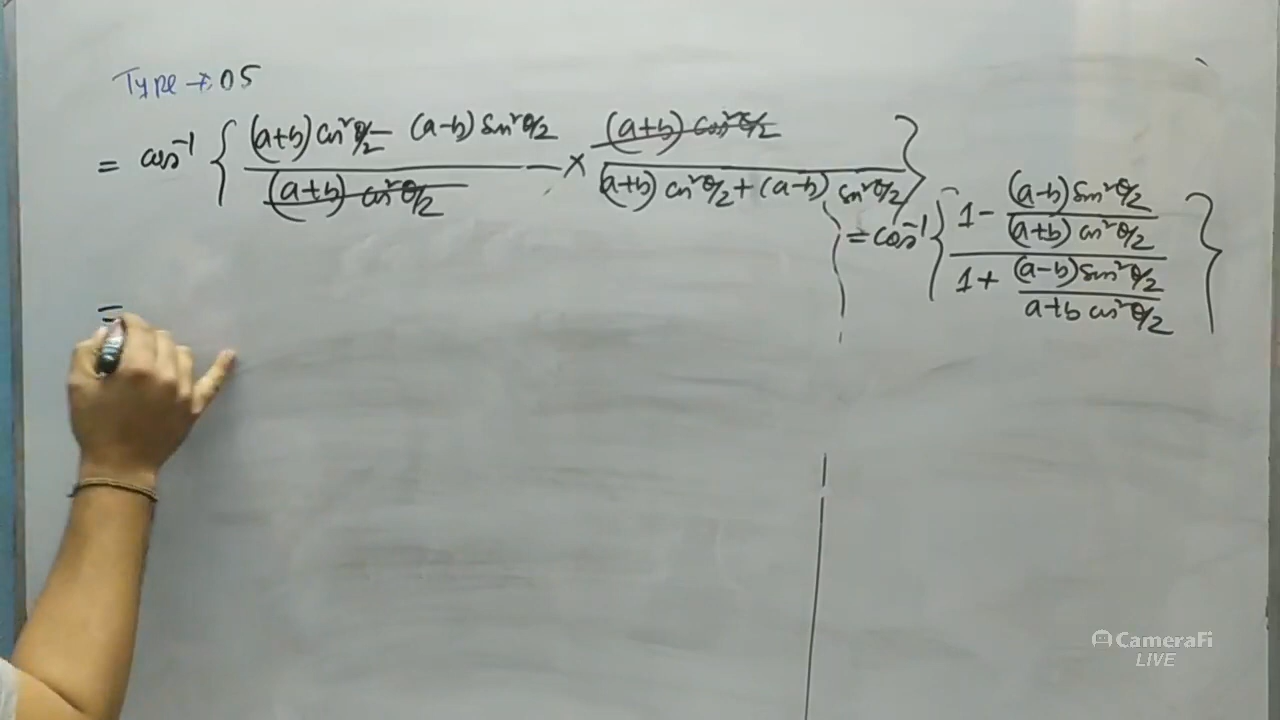 Type → 05
= cos⁻¹ { (a+b) cos²θ/2 - (a-b) sin²θ/2 / (a+b) cos²θ/2 × (a+b) cos²θ/2 / (a+b) cos²θ/2 + (a-b) sin²θ/2 }
= cos⁻¹ { 1 - (a-b) sin²θ/2 / (a+b) cos²θ/2 / 1 + (a-b) sin²θ/2 / a+b cos²θ/2 }
=
CameraFi
LIVE